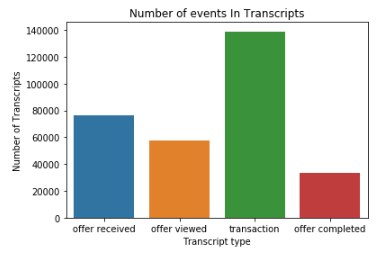 Number of events In Transcripts
Number of Transcripts
140000
120000
100000
80000
60000
40000
20000
0
offer received offer viewed transaction offer completed
Transcript type